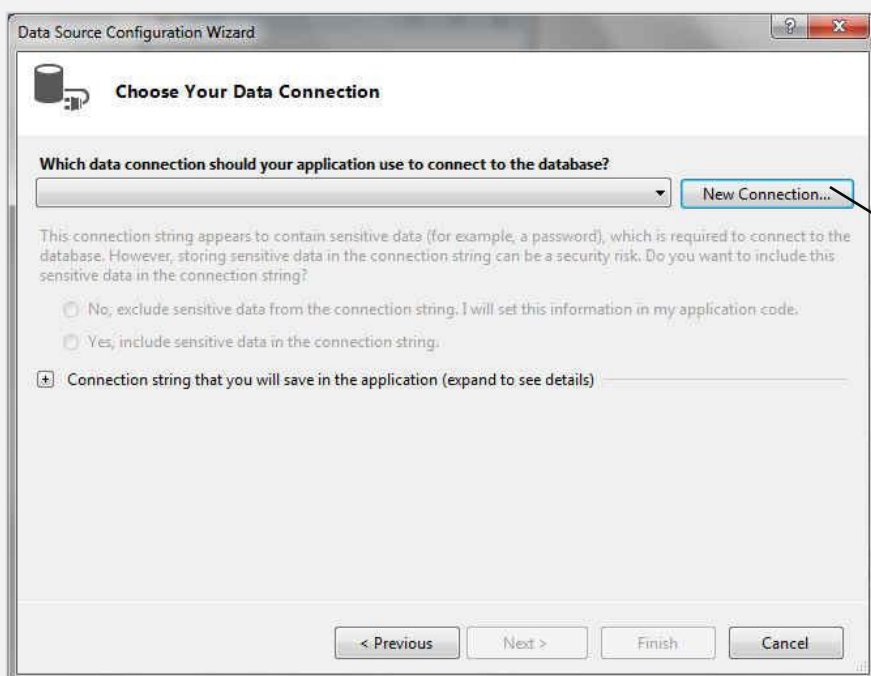 Data Source Configuration Wizard
Choose Your Data Connection
Which data connection should your application use to connect to the database?
New Connection...
This connection string appears to contain sensitive data (for example, a password), which is required to connect to the
database. However, storing sensitive data in the connection string can be a security risk. Do you want to include this
sensitive data in the connection string?
No, exclude sensitive data from the connection string. I will set this information in my application code.
Yes, include sensitive data in the connection string.
Connection string that you will save in the application (expand to see details)
< Previous
Next >
Finish
Cancel